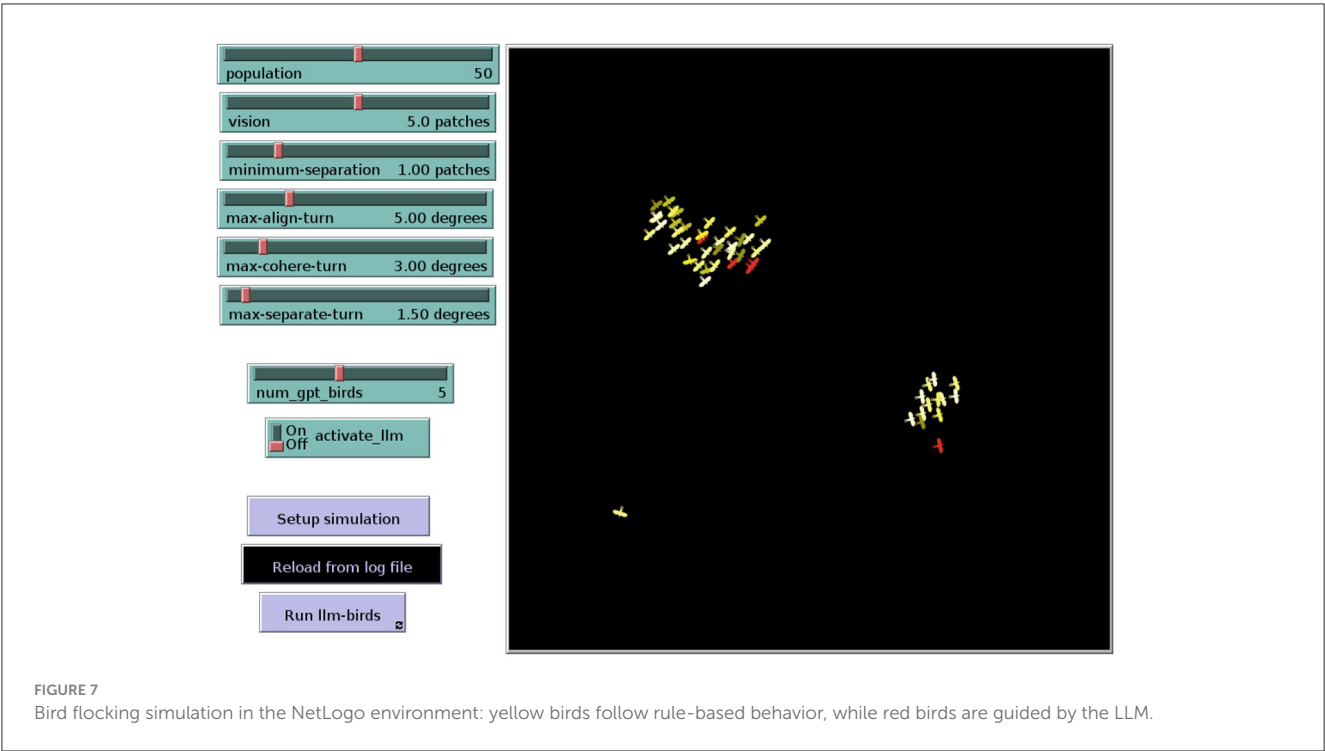 population 50
vision 5.0 patches
minimum-separation 1.00 patches
max-align-turn 5.00 degrees
max-cohere-turn 3.00 degrees
max-separate-turn 1.50 degrees
num_gpt_birds 5
On
Off activate_llm
Setup simulation
Reload from log file
Run llm-birds
FIGURE 7
Bird flocking simulation in the NetLogo environment: yellow birds follow rule-based behavior, while red birds are guided by the LLM.